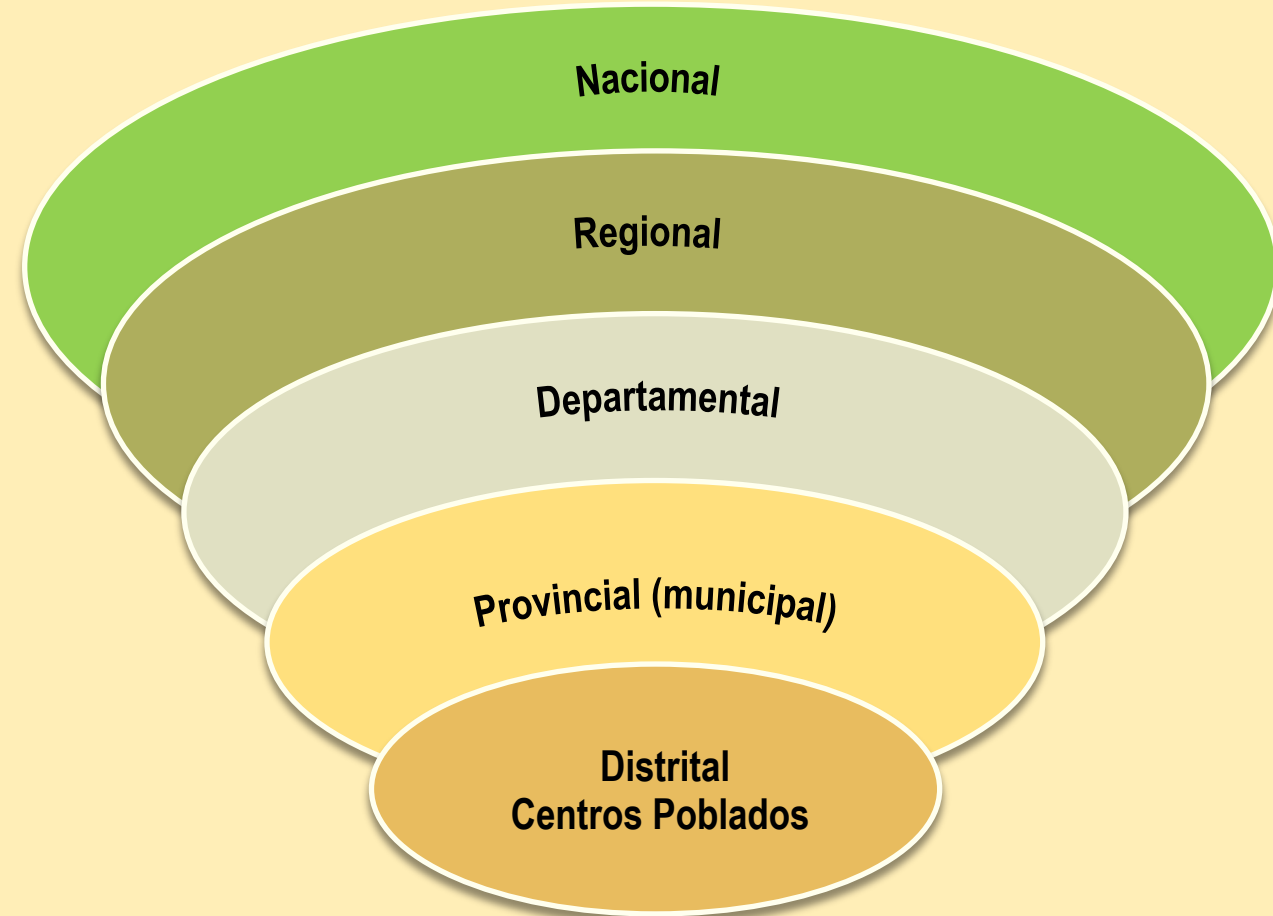 Nacional
Regional
Departamental
Provincial (municipal)
Distrital
Centros Poblados